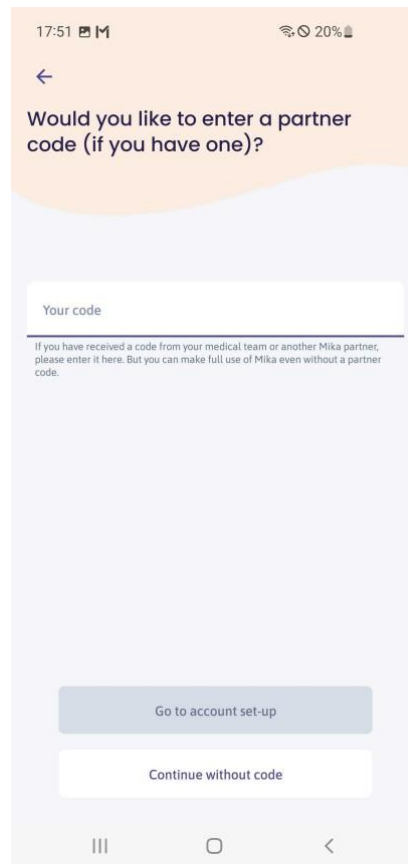 17:51 20%
Would you like to enter a partner
code (if you have one)?
Your code
If you have received a code from your medical team or another Mika partner,
please enter it here. But you can make full use of Mika even without a partner
code.
Go to account set-up
Continue without code